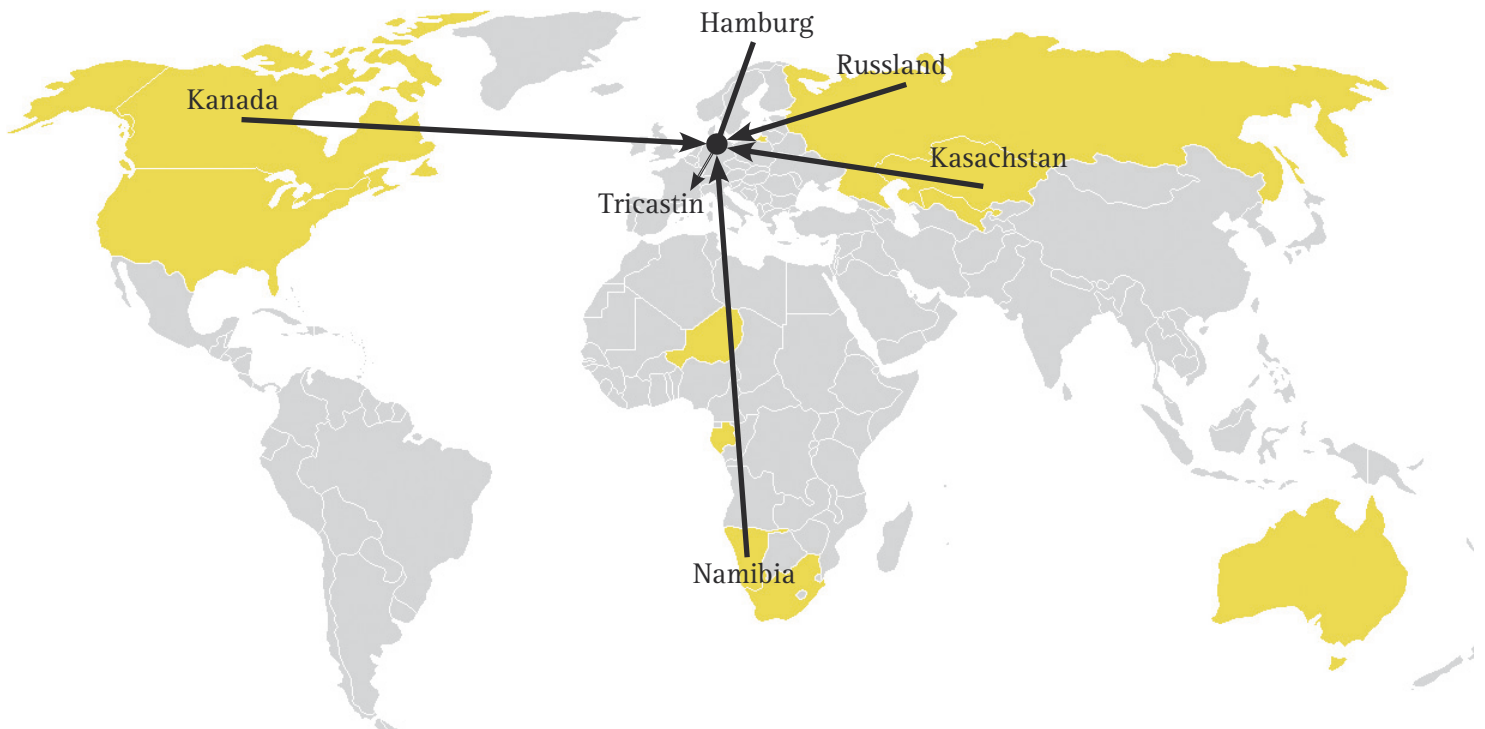 Hamburg
Russland
Kanada
Kasachstan
Tricastin
Namibia